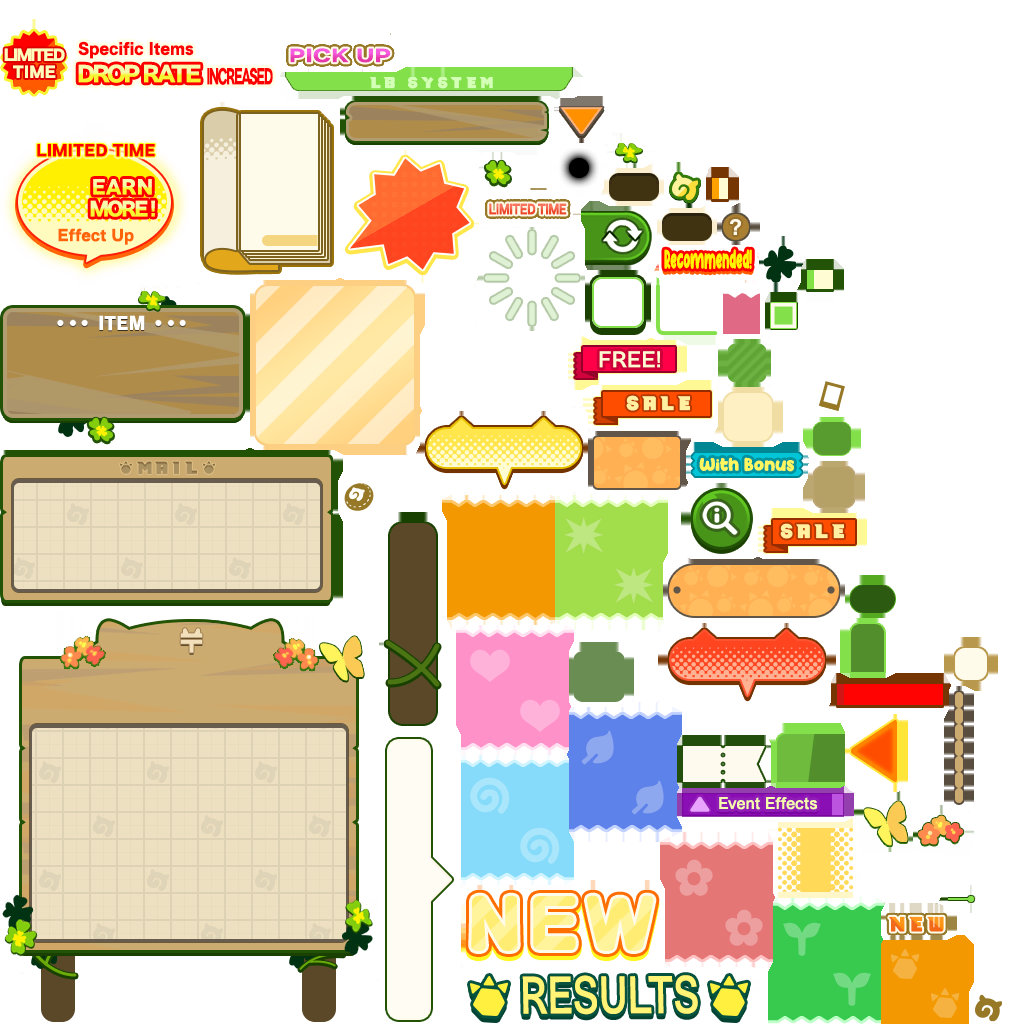 LIMITED
TIME
Specific Items
DROP RATE INCREASED
PICK UP
LB SYSTEM
LIMITED TIME
EARN
MORE!
Effect Up
LIMITED TIME
?
Recommended!
••• ITEM •••
FREE!
SALE
With Bonus
MAIL
SALE
Event Effects
NEW
NEW
RESULTS